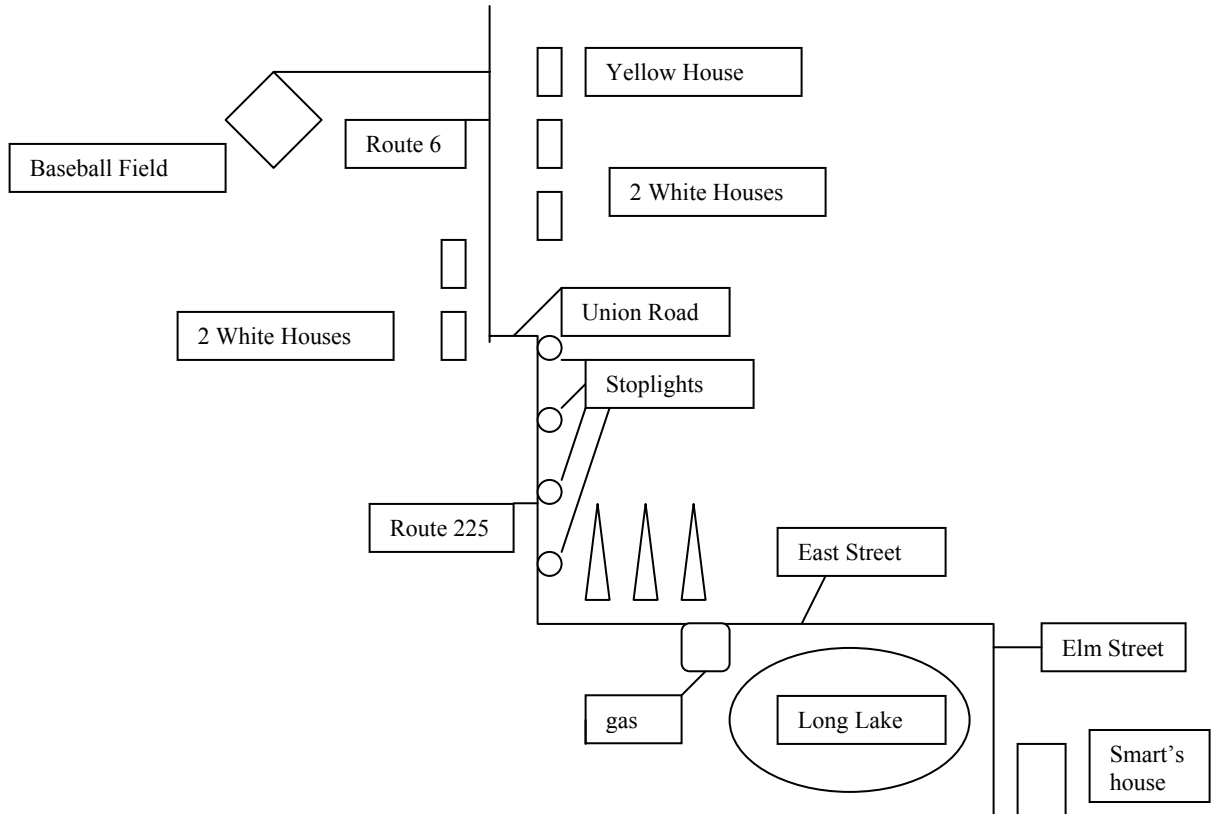 Yellow House
Route 6
Baseball Field
2 White Houses
Union Road
2 White Houses
Stoplights
Route 225
East Street
Elm Street
gas
Long Lake
Smart’s
house